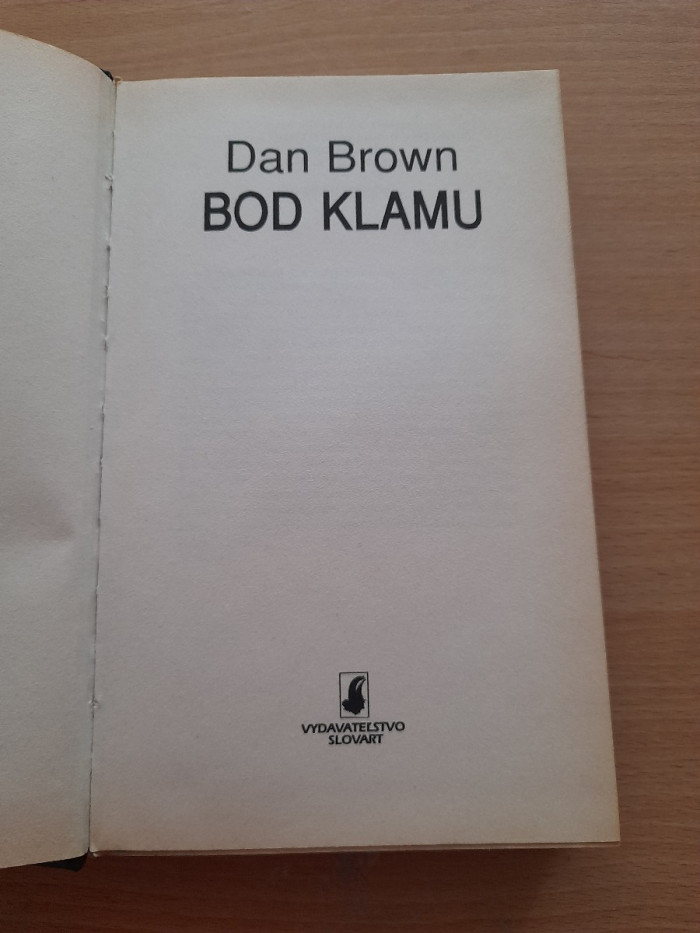 Dan Brown
BOD KLAMU
VYDAVATEĽSTVO
SLOVART